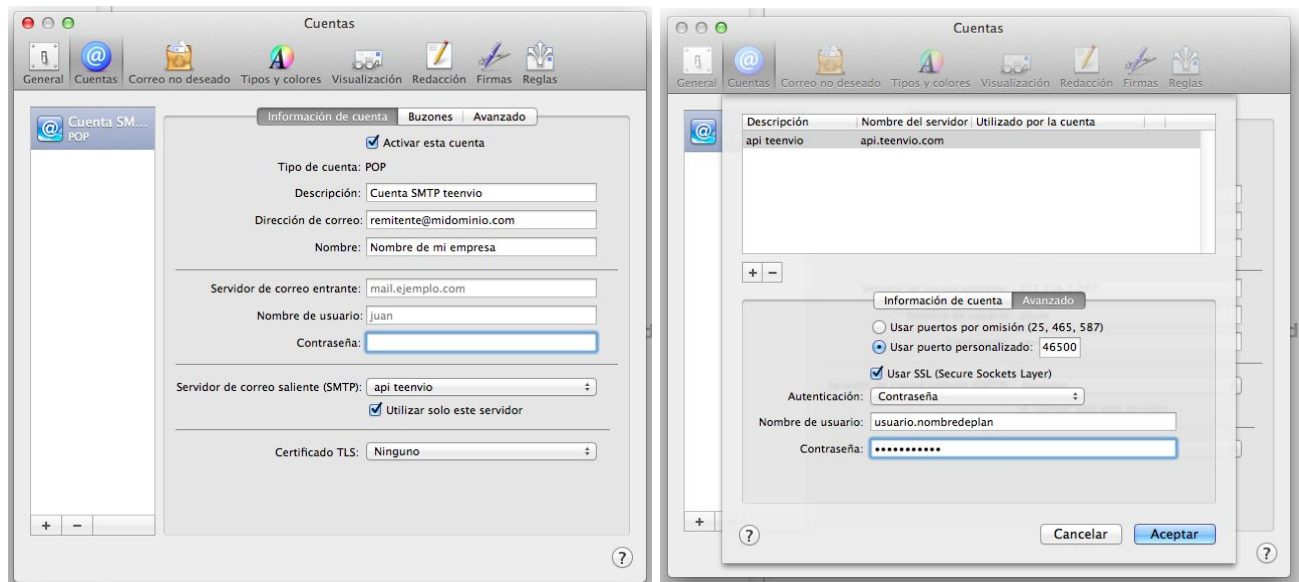 Cuentas
General Cuentas Correo no deseado Tipos y colores Visualización Redacción Firmas Reglas
Cuenta SM...
POP
Información de cuenta Buzones Avanzado
Activar esta cuenta
Tipo de cuenta: POP
Descripción: Cuenta SMTP teenvio
Dirección de correo: remitente@midominio.com
Nombre: Nombre de mi empresa
Servidor de correo entrante: mail.ejemplo.com
Nombre de usuario: juan
Contraseña:
Servidor de correo saliente (SMTP): api teenvio
Utilizar solo este servidor
Certificado TLS: Ninguno
+ −
?
Cuentas
General Cuentas Correo no deseado Tipos y colores Visualización Redacción Firmas Reglas
Descripción Nombre del servidor Utilizado por la cuenta
api teenvio api.teenvio.com
+ −
Información de cuenta Avanzado
Usar puertos por omisión (25, 465, 587)
Usar puerto personalizado: 46500
Usar SSL (Secure Sockets Layer)
Autenticación: Contraseña
Nombre de usuario: usuario.nombredeplan
Contraseña: •••••••••••
+
? Cancelar Aceptar
?